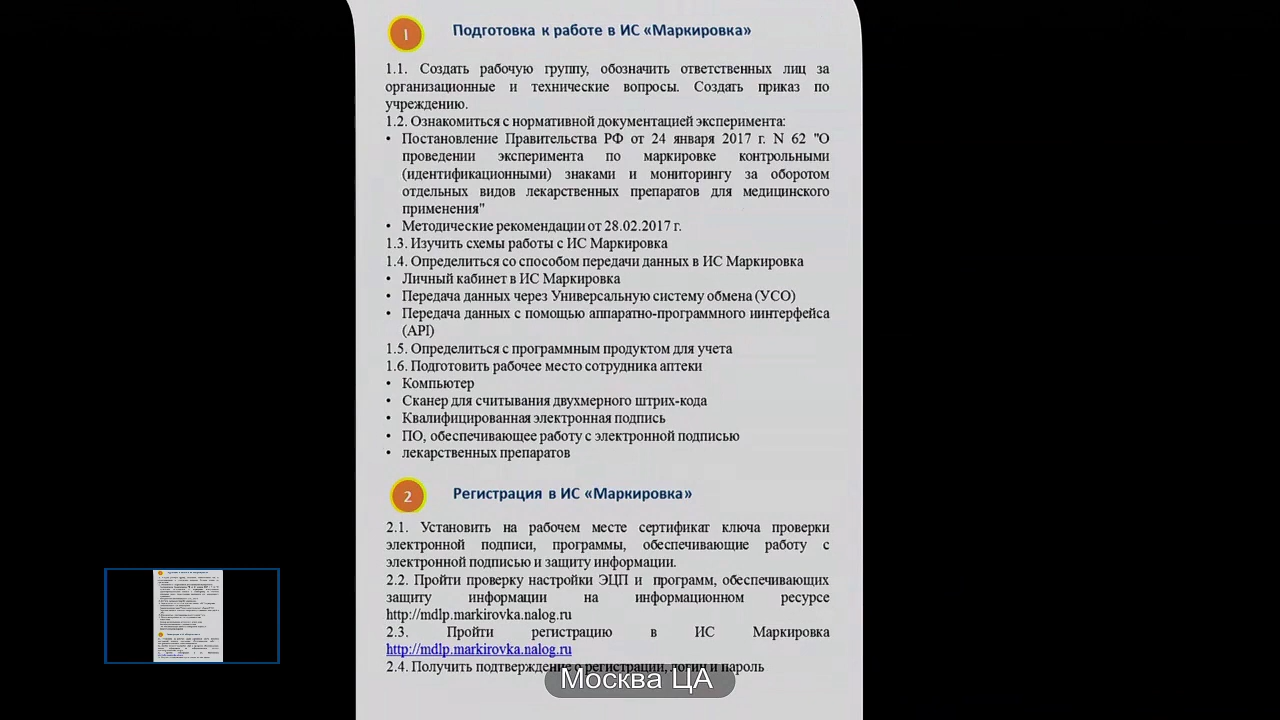 1 Подготовка к работе в ИС «Маркировка»
1.1. Создать рабочую группу, обозначить ответственных лиц за
организационные и технические вопросы. Создать приказ по
учреждению.
1.2. Ознакомиться с нормативной документацией эксперимента:
• Постановление Правительства РФ от 24 января 2017 г. N 62 "О
проведении эксперимента по маркировке контрольными
(идентификационными) знаками и мониторингу за оборотом
отдельных видов лекарственных препаратов для медицинского
применения"
• Методические рекомендации от 28.02.2017 г.
1.3. Изучить схемы работы с ИС Маркировка
1.4. Определиться со способом передачи данных в ИС Маркировка
• Личный кабинет в ИС Маркировка
• Передача данных через Универсальную систему обмена (УСО)
• Передача данных с помощью аппаратно-программного иинтерфейса
(API)
1.5. Определиться с программным продуктом для учета
1.6. Подготовить рабочее место сотрудника аптеки
• Компьютер
• Сканер для считывания двухмерного штрих-кода
• Квалифицированная электронная подпись
• ПО, обеспечивающее работу с электронной подписью
• лекарственных препаратов
2 Регистрация в ИС «Маркировка»
2.1. Установить на рабочем месте сертификат ключа проверки
электронной подписи, программы, обеспечивающие работу с
электронной подписью и защиту информации.
2.2. Пройти проверку настройки ЭЦП и программ, обеспечивающих
защиту информации на информационном ресурсе
http://mdlp.markirovka.nalog.ru
2.3. Пройти регистрацию в ИС Маркировка
http://mdlp.markirovka.nalog.ru
2.4. Получить подтверждение о регистрации, логин и пароль
Москва ЦА